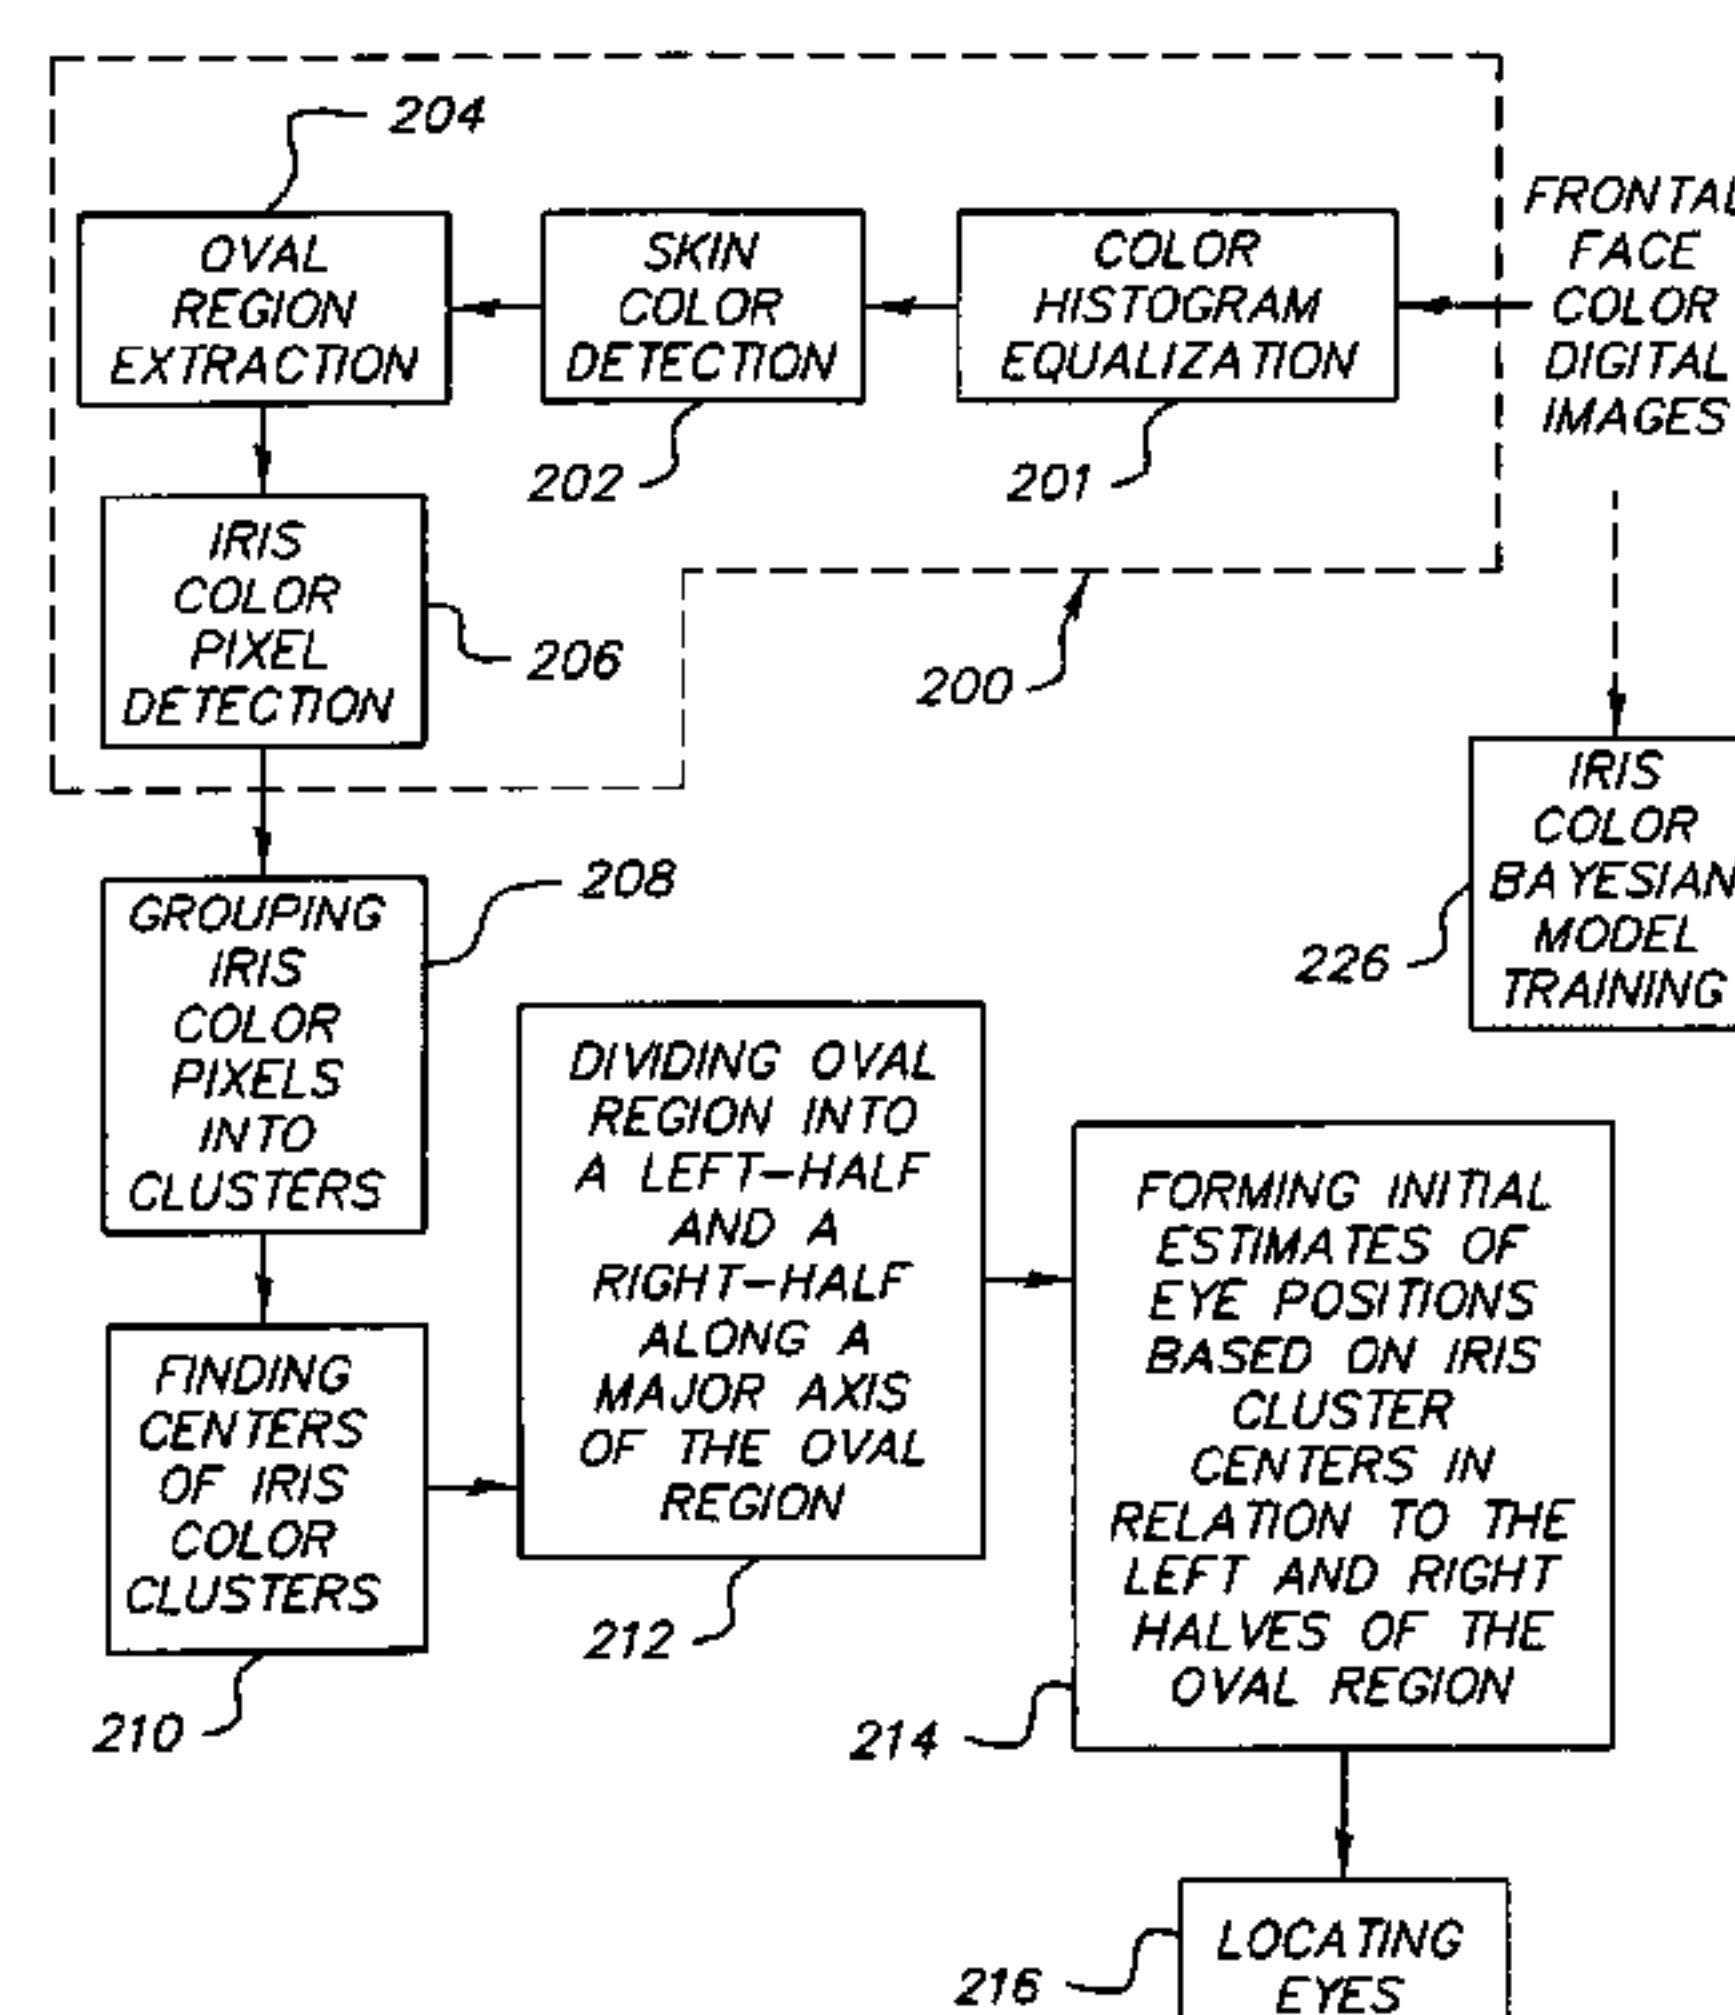 204
OVAL
REGION
EXTRACTION
SKIN
COLOR
DETECTION
COLOR
HISTOGRAM
EQUALIZATION
FRONTAL
FACE
COLOR
DIGITAL
IMAGES
202
201
IRIS
COLOR
PIXEL
DETECTION
206
200
IRIS
COLOR
BAYESIAN
MODEL
TRAINING
226
GROUPING
IRIS
COLOR
PIXELS
INTO
CLUSTERS
208
DIVIDING OVAL
REGION INTO
A LEFT-HALF
AND A
RIGHT-HALF
ALONG A
MAJOR AXIS
OF THE OVAL
REGION
FORMING INITIAL
ESTIMATES OF
EYE POSITIONS
BASED ON IRIS
CLUSTER
CENTERS IN
RELATION TO THE
LEFT AND RIGHT
HALVES OF THE
OVAL REGION
FINDING
CENTERS
OF IRIS
COLOR
CLUSTERS
212
210
214
LOCATING
EYES
216